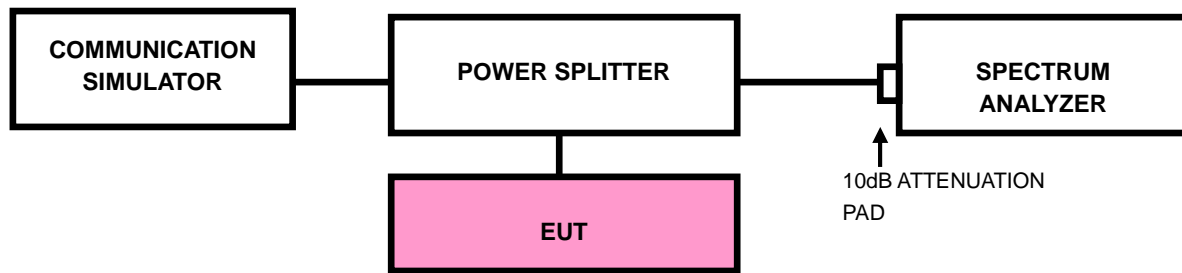 COMMUNICATION
SIMULATOR
POWER SPLITTER
SPECTRUM
ANALYZER
10dB ATTENUATION
PAD
EUT